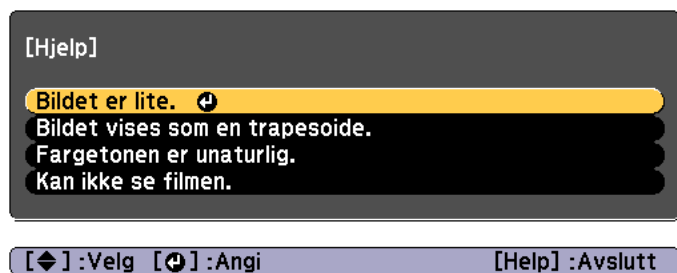 [Hjelp]
Bildet er lite.
Bildet vises som en trapesoide.
Fargetonen er unaturlig.
Kan ikke se filmen.
[◆] :Velg [↵] :Angi [Help] :Avslutt